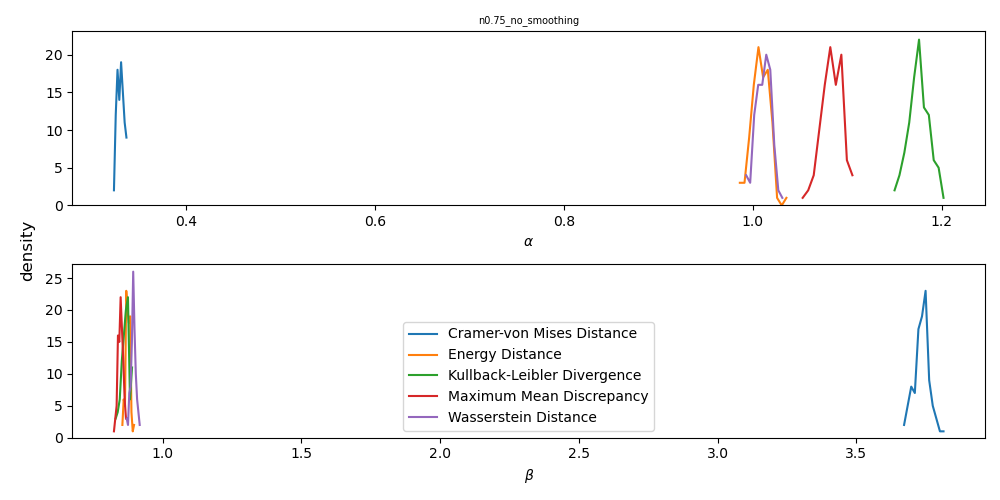 n0.75_no_smoothing
20
15
10
5
0
0.4 0.6 0.8 1.0 1.2
α
density
25
20
15
10
5
0
Cramer-von Mises Distance
Energy Distance
Kullback-Leibler Divergence
Maximum Mean Discrepancy
Wasserstein Distance
1.0 1.5 2.0 2.5 3.0 3.5
β